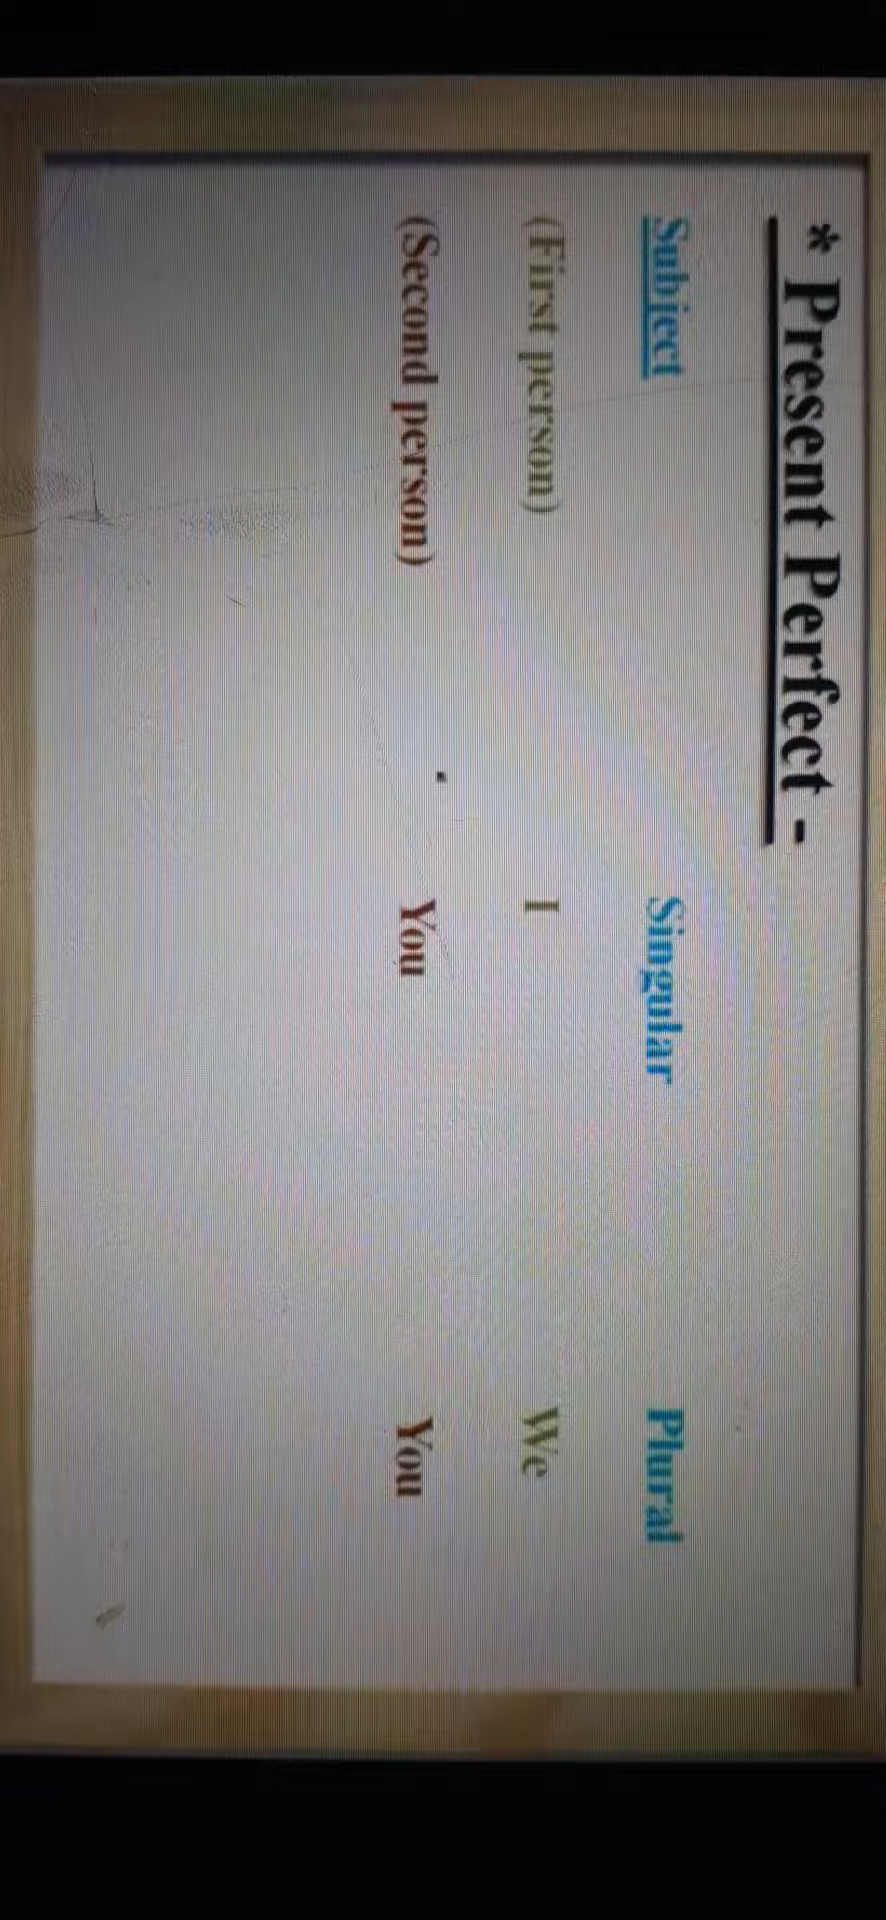 * Present Perfect -
Subject Singular Plural
(First person) I We
(Second person) You You